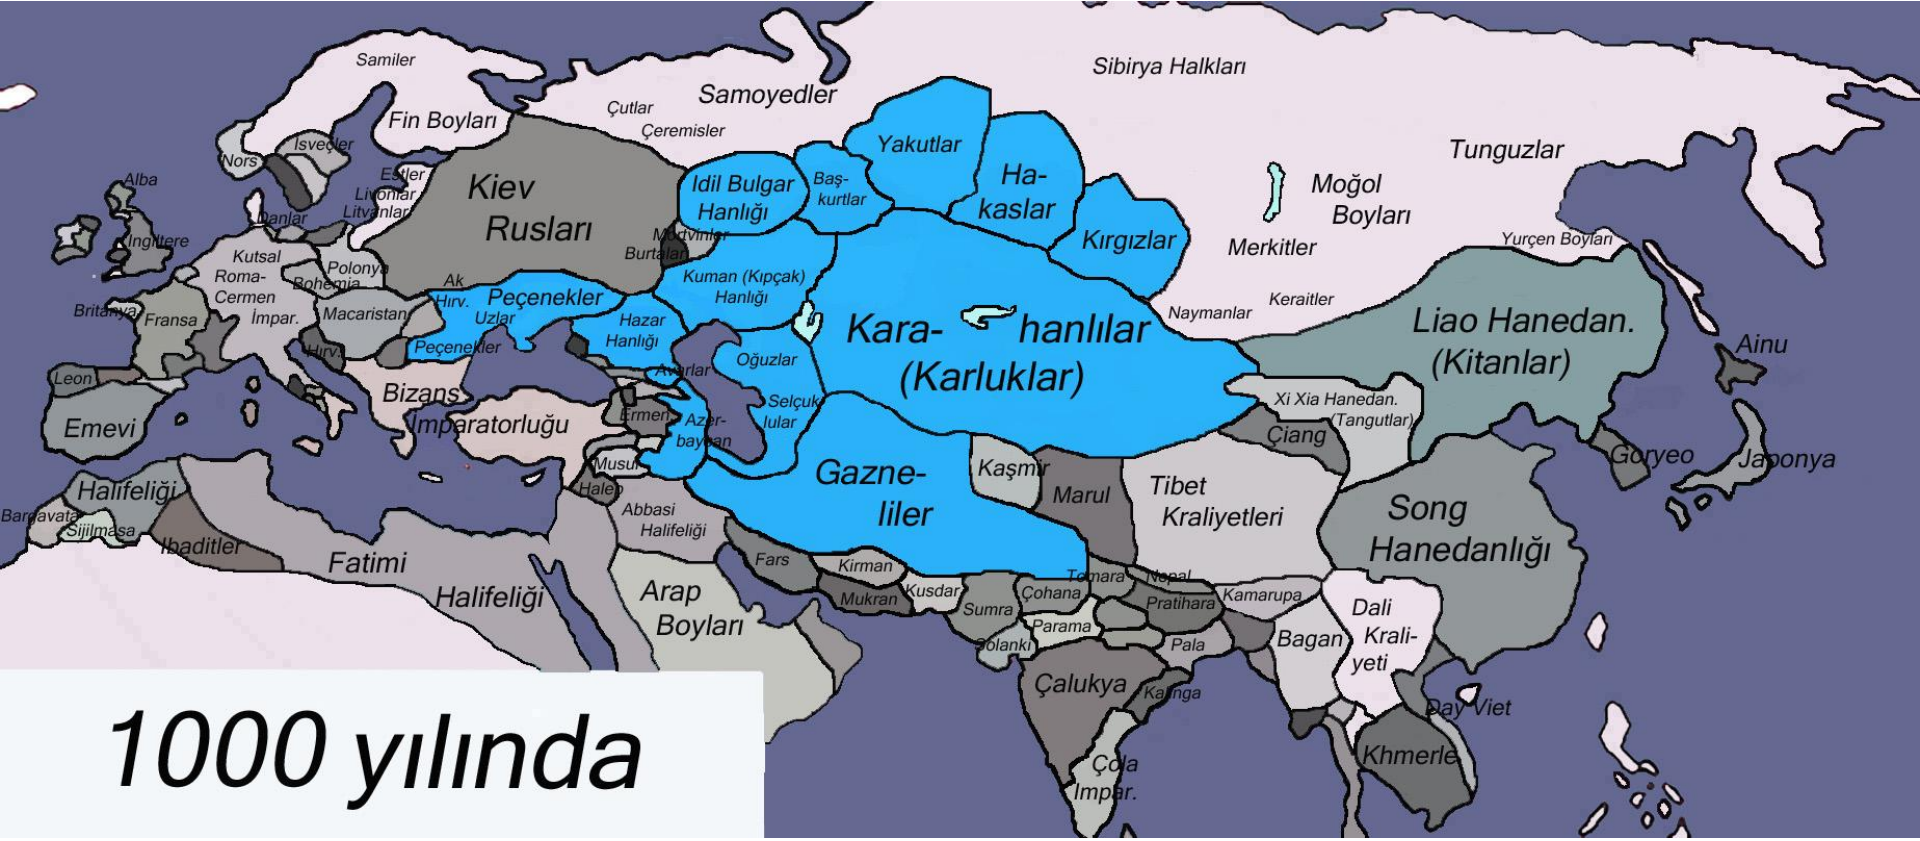 Samiler
Sibirya Halkları
Samoyedler
Çutlar
Fin Boyları
Çeremisler
Yakutlar
Tunguzlar
Isveçler
Nors
Alba
Estler
Livonlar
Litvanlar
Kiev
Rusları
Idil Bulgar
Hanlığı
Baş-
kurtlar
Ha-
kaslar
Moğol
Boyları
Danlar
Ingiltere
Mortvinler
Burtalar
Kırgızlar
Merkitler
Yurçen Boyları
Kutsal
Roma-
Cermen
İmpar.
Polonya
Bohemia
Ak
Hırv.
Peçenekler
Uzlar
Kuman (Kıpçak)
Hanlığı
Keraitler
Naymanlar
Britanya
Fransa
Macaristan
Hazar
Hanlığı
Kara-
hanlılar
(Karluklar)
Liao Hanedan.
(Kitanlar)
Ainu
Hırv.
Peçenekler
Oğuzlar
Avarlar
Leon
Bizans
Imparatorluğu
Selçuk
lular
Xi Xia Hanedan.
(Tangutlar)
Emevi
Ermen
Azer-
baycan
Çiang
Goryeo
Japonya
Musul
Gazne-
liler
Kaşmir
Marul
Tibet
Kraliyetleri
Halifeliği
Halep
Song
Hanedanlığı
Bargavata
Sijilmasa
Ibaditler
Abbasi
Halifeliği
Fatimi
Halifeliği
Fars
Kirman
Tomara
Nepal
Arap
Boyları
Mukran
Kusdar
Sumra
Çohana
Pratihara
Kamarupa
Dali
Krali-
yeti
Parama
Solanki
Pala
Bagan
Çalukya
Kalinga
Day Viet
1000 yılında
Khmerle
Çola
Impar.